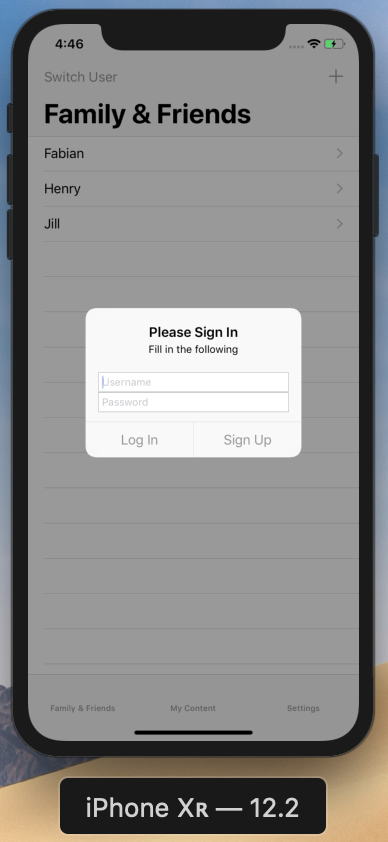 4:46
Switch User
Family & Friends
Fabian
Henry
Jill
Please Sign In
Fill in the following
Username
Password
Log In Sign Up
Family & Friends My Content Settings
iPhone Xʀ — 12.2